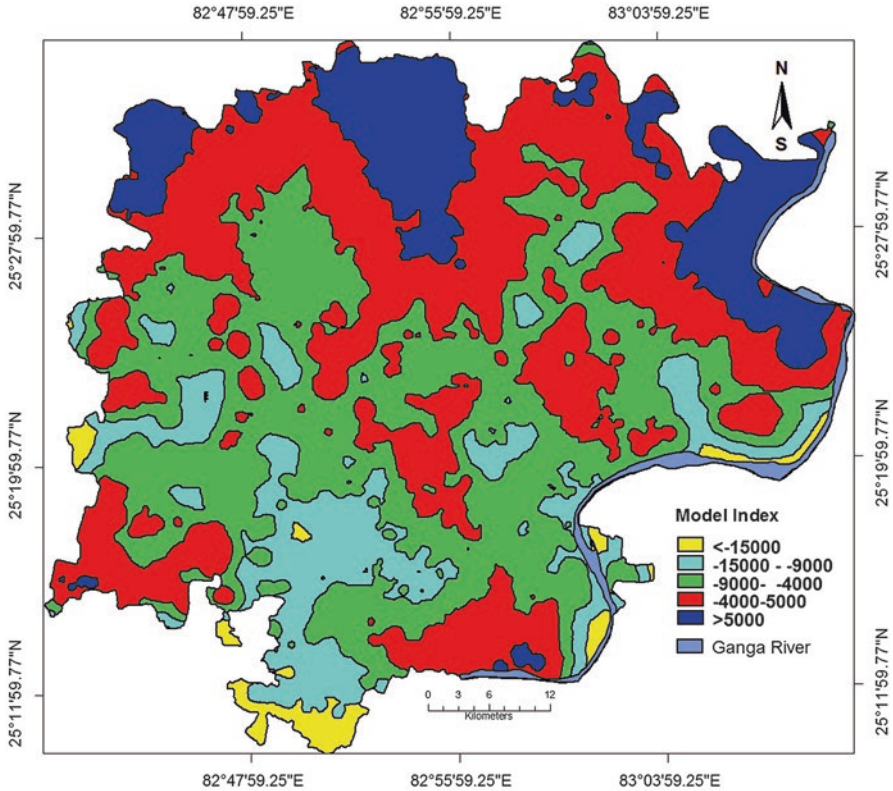 82°47'59.25"E 82°55'59.25"E 83°03'59.25"E
N
S
25°27'59.77"N 25°27'59.77"N
25°19'59.77"N 25°19'59.77"N
25°11'59.77"N 25°11'59.77"N
Model Index
<-15000
-15000 - -9000
-9000- -4000
-4000-5000
>5000
Ganga River
0 3 6 12
Kilometers
82°47'59.25"E 82°55'59.25"E 83°03'59.25"E